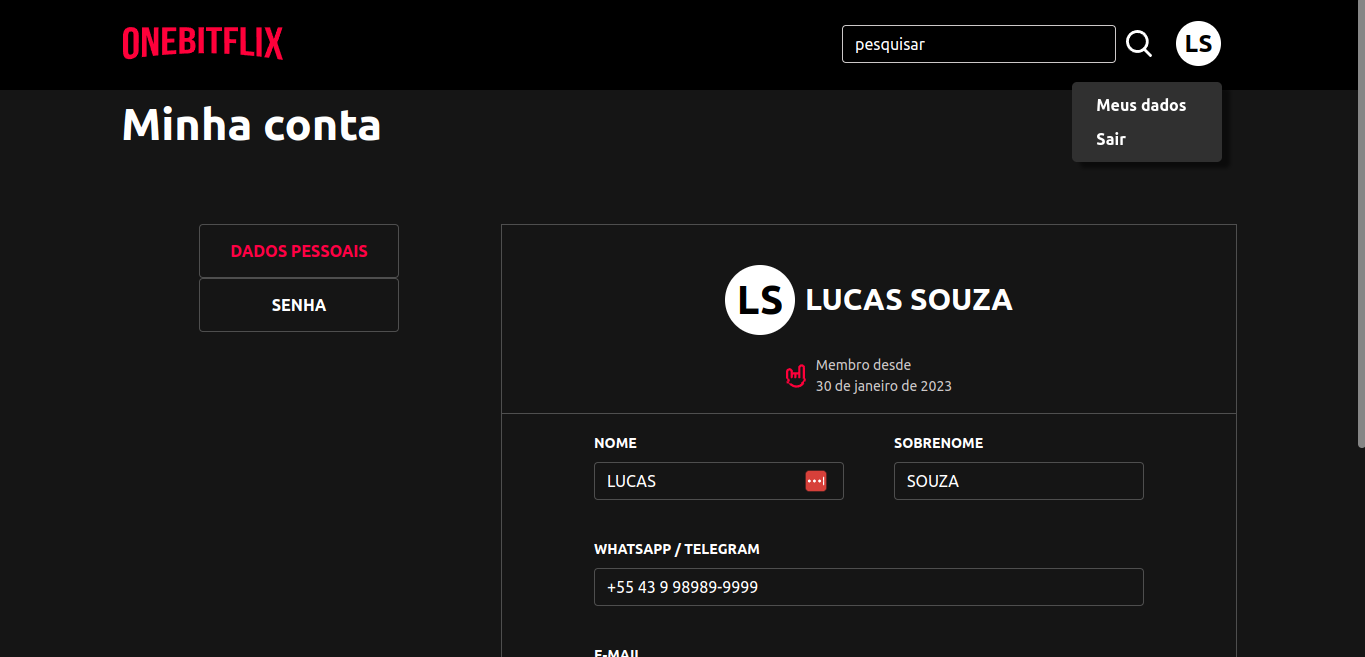 ONEBITFLIX
pesquisar
LS
Meus dados
Sair
Minha conta
DADOS PESSOAIS
SENHA
LS LUCAS SOUZA
Membro desde
30 de janeiro de 2023
NOME
SOBRENOME
LUCAS
SOUZA
WHATSAPP / TELEGRAM
+55 43 9 98989-9999
E-MAIL